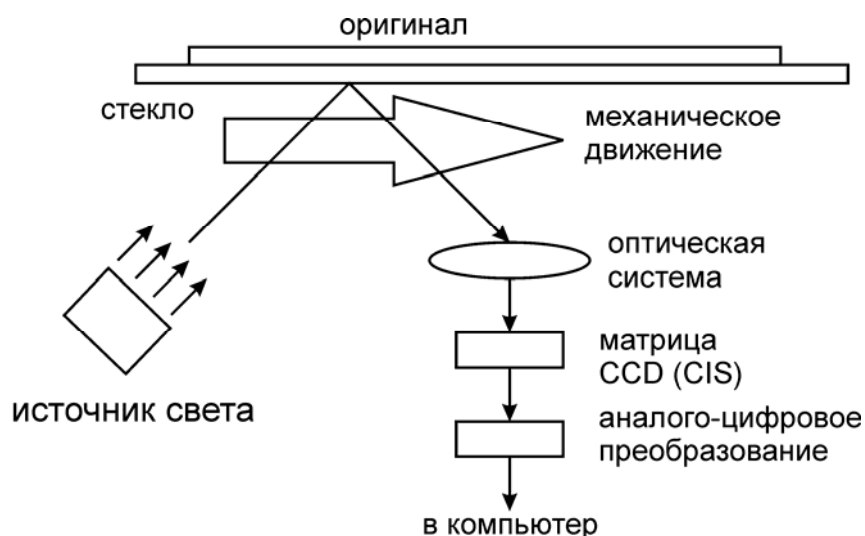 оригинал
стекло
механическое
движение
оптическая
система
матрица
CCD (CIS)
источник света
аналого-цифровое
преобразование
в компьютер